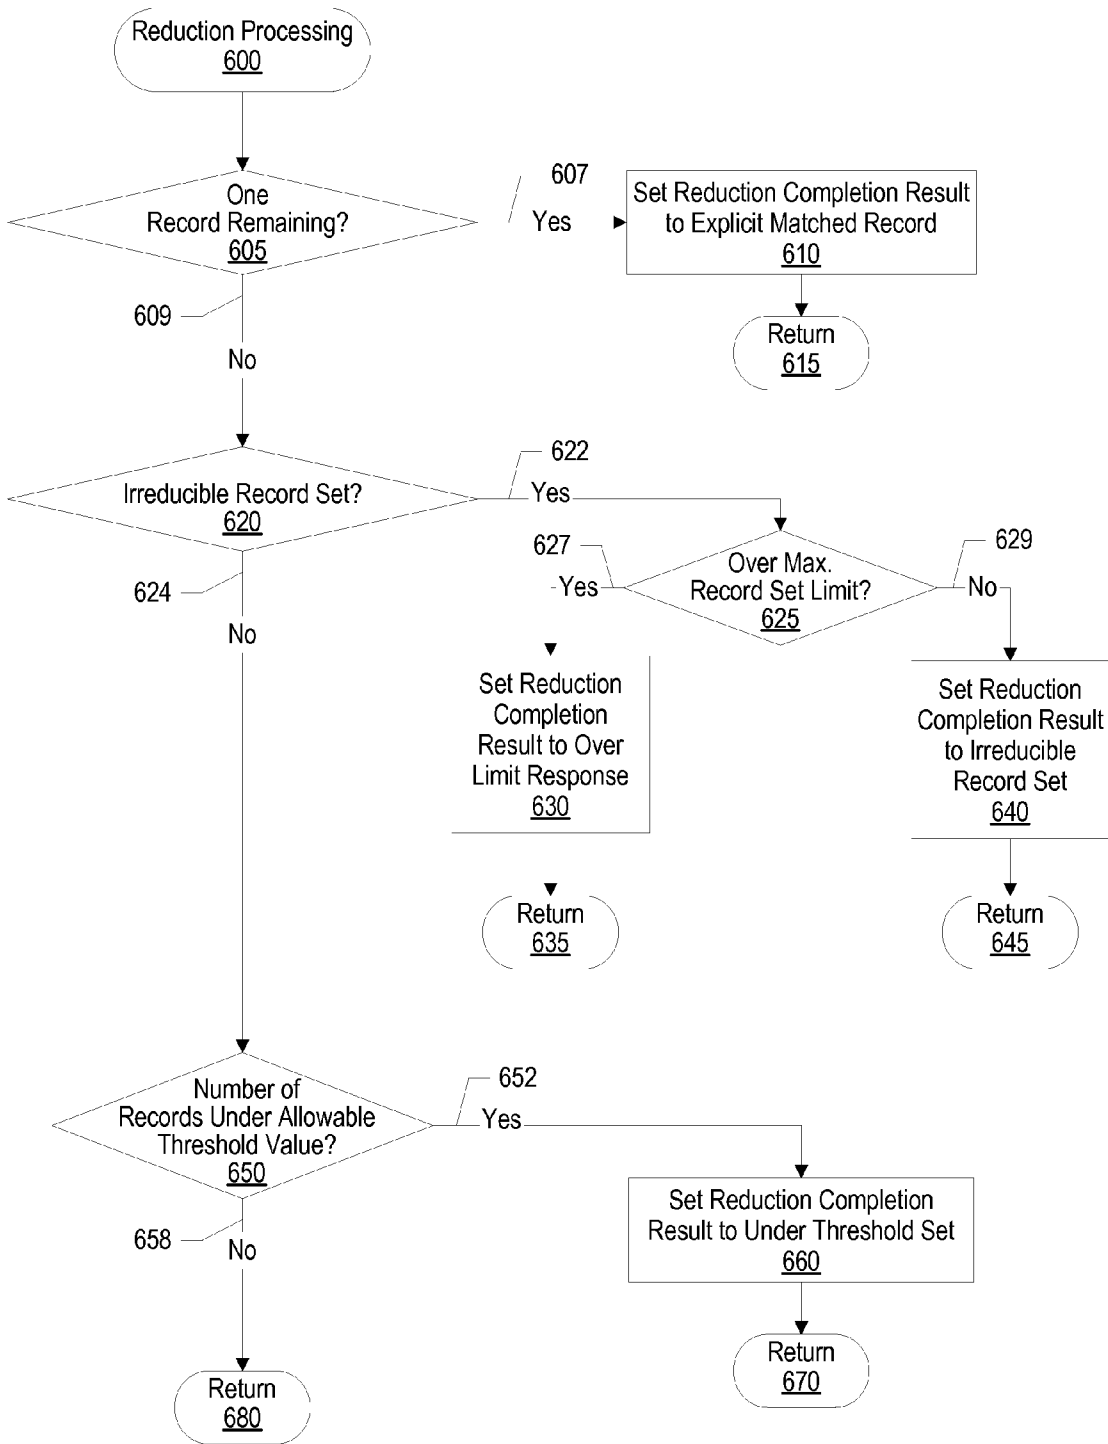 Reduction Processing
600
One
Record Remaining?
605
607
Yes
Set Reduction Completion Result
to Explicit Matched Record
610
609
No
Return
615
Irreducible Record Set?
620
622
Yes
624
No
627
Yes
Over Max.
Record Set Limit?
625
629
No
Set Reduction
Completion
Result to Over
Limit Response
630
Set Reduction
Completion Result
to Irreducible
Record Set
640
Return
635
Return
645
Number of
Records Under Allowable
Threshold Value?
650
652
Yes
658
No
Set Reduction Completion
Result to Under Threshold Set
660
Return
670
Return
680